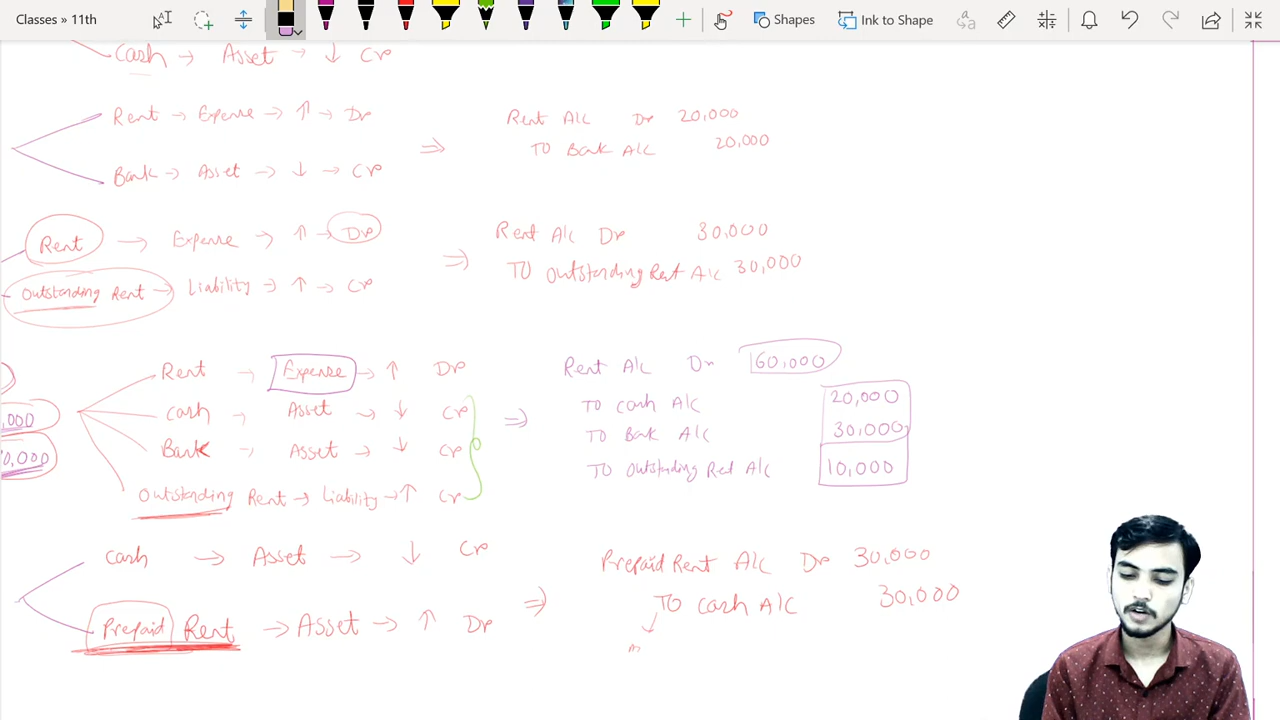 Classes » 11th
Shapes
Ink to Shape
Cash → Asset → ↓ Cr
Rent → Expense → ↑ → Dr
Bank → Asset → ↓ → Cr
⇒
Rent A/c Dr 20,000
TO Bank A/c 20,000
Rent → Expense → ↑ → Dr
Outstanding Rent → Liability → ↑ → Cr
⇒
Rent A/c Dr 30,000
TO Outstanding Rent A/c 30,000
Rent → Expense → ↑ Dr
Cash → Asset → ↓ Cr
Bank → Asset → ↓ Cr
Outstanding Rent → Liability → ↑ Cr
,000
0,000
⇒
Rent A/c Dr 60,000
TO Cash A/c 20,000
TO Bank A/c 30,000
TO Outstanding Rent A/c 10,000
Cash → Asset → ↓ Cr
Prepaid Rent → Asset → ↑ Dr
⇒
Prepaid Rent A/c Dr 30,000
TO Cash A/c 30,000